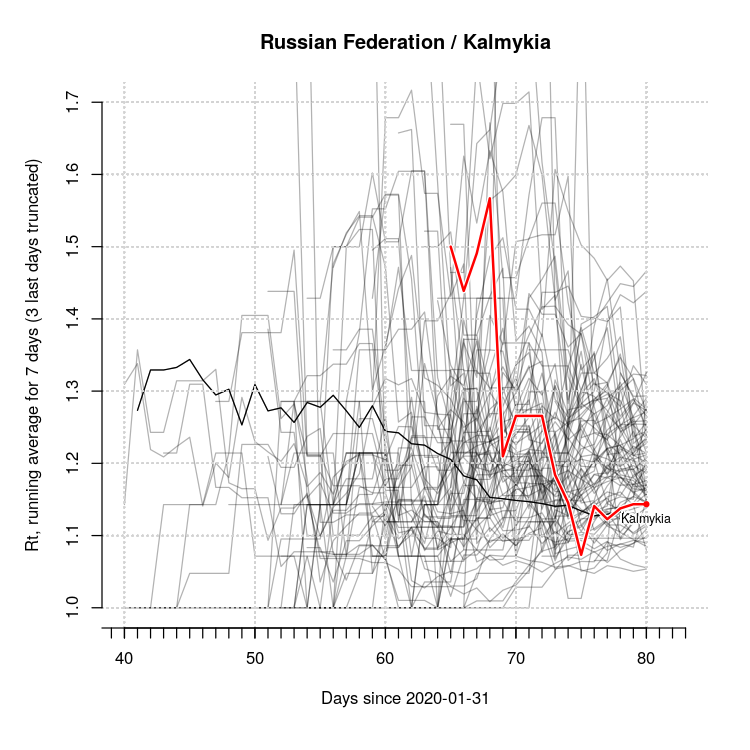 Russian Federation / Kalmykia
Rt, running average for 7 days (3 last days truncated)
1.7
1.6
1.5
1.4
1.3
1.2
1.1
1.0
Kalmykia
40 50 60 70 80
Days since 2020-01-31